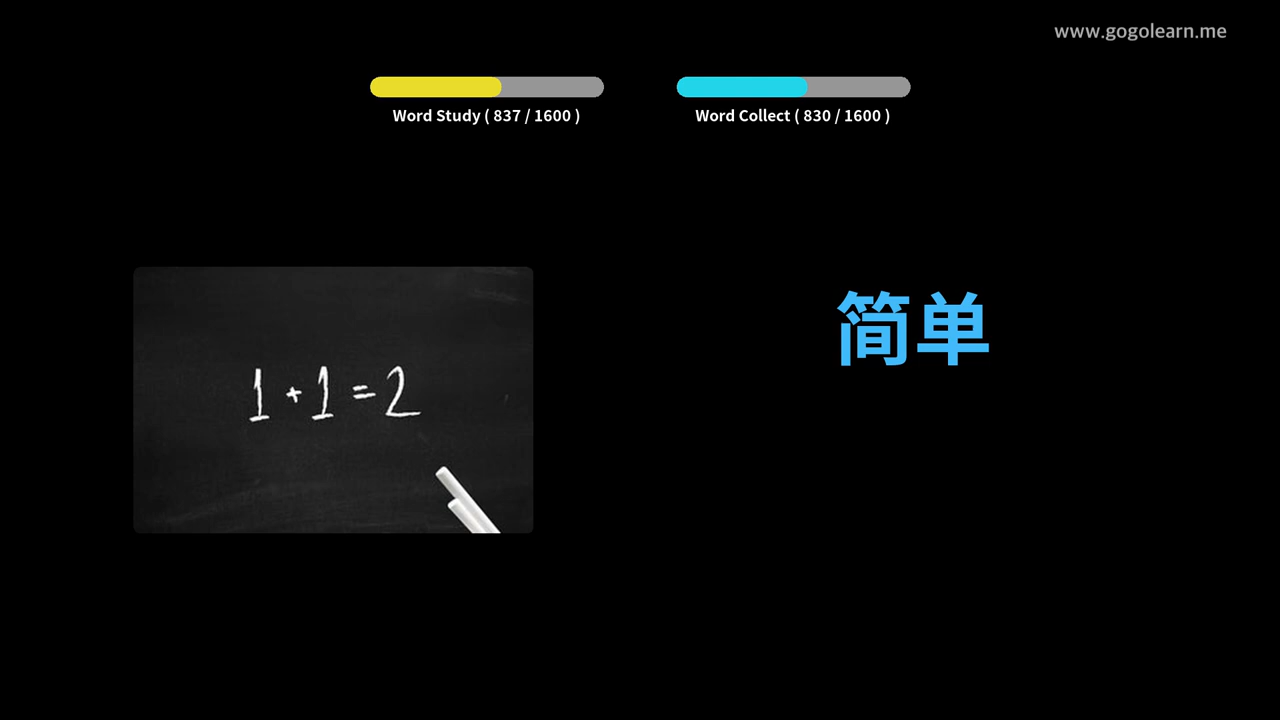 www.gogolearn.me
Word Study ( 837 / 1600 )
Word Collect ( 830 / 1600 )
简单
1 + 1 = 2